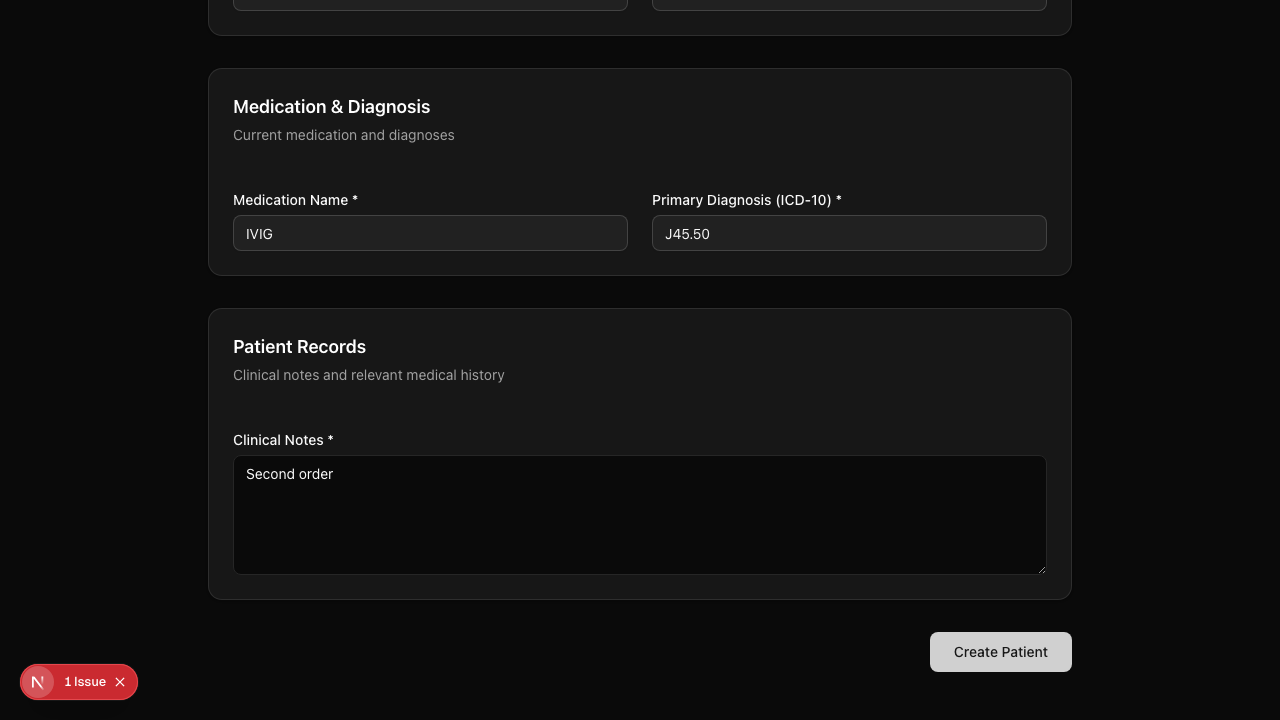 Medication & Diagnosis
Current medication and diagnoses
Medication Name *
Primary Diagnosis (ICD-10) *
IVIG
J45.50
Patient Records
Clinical notes and relevant medical history
Clinical Notes *
Second order
Create Patient
N
1 Issue